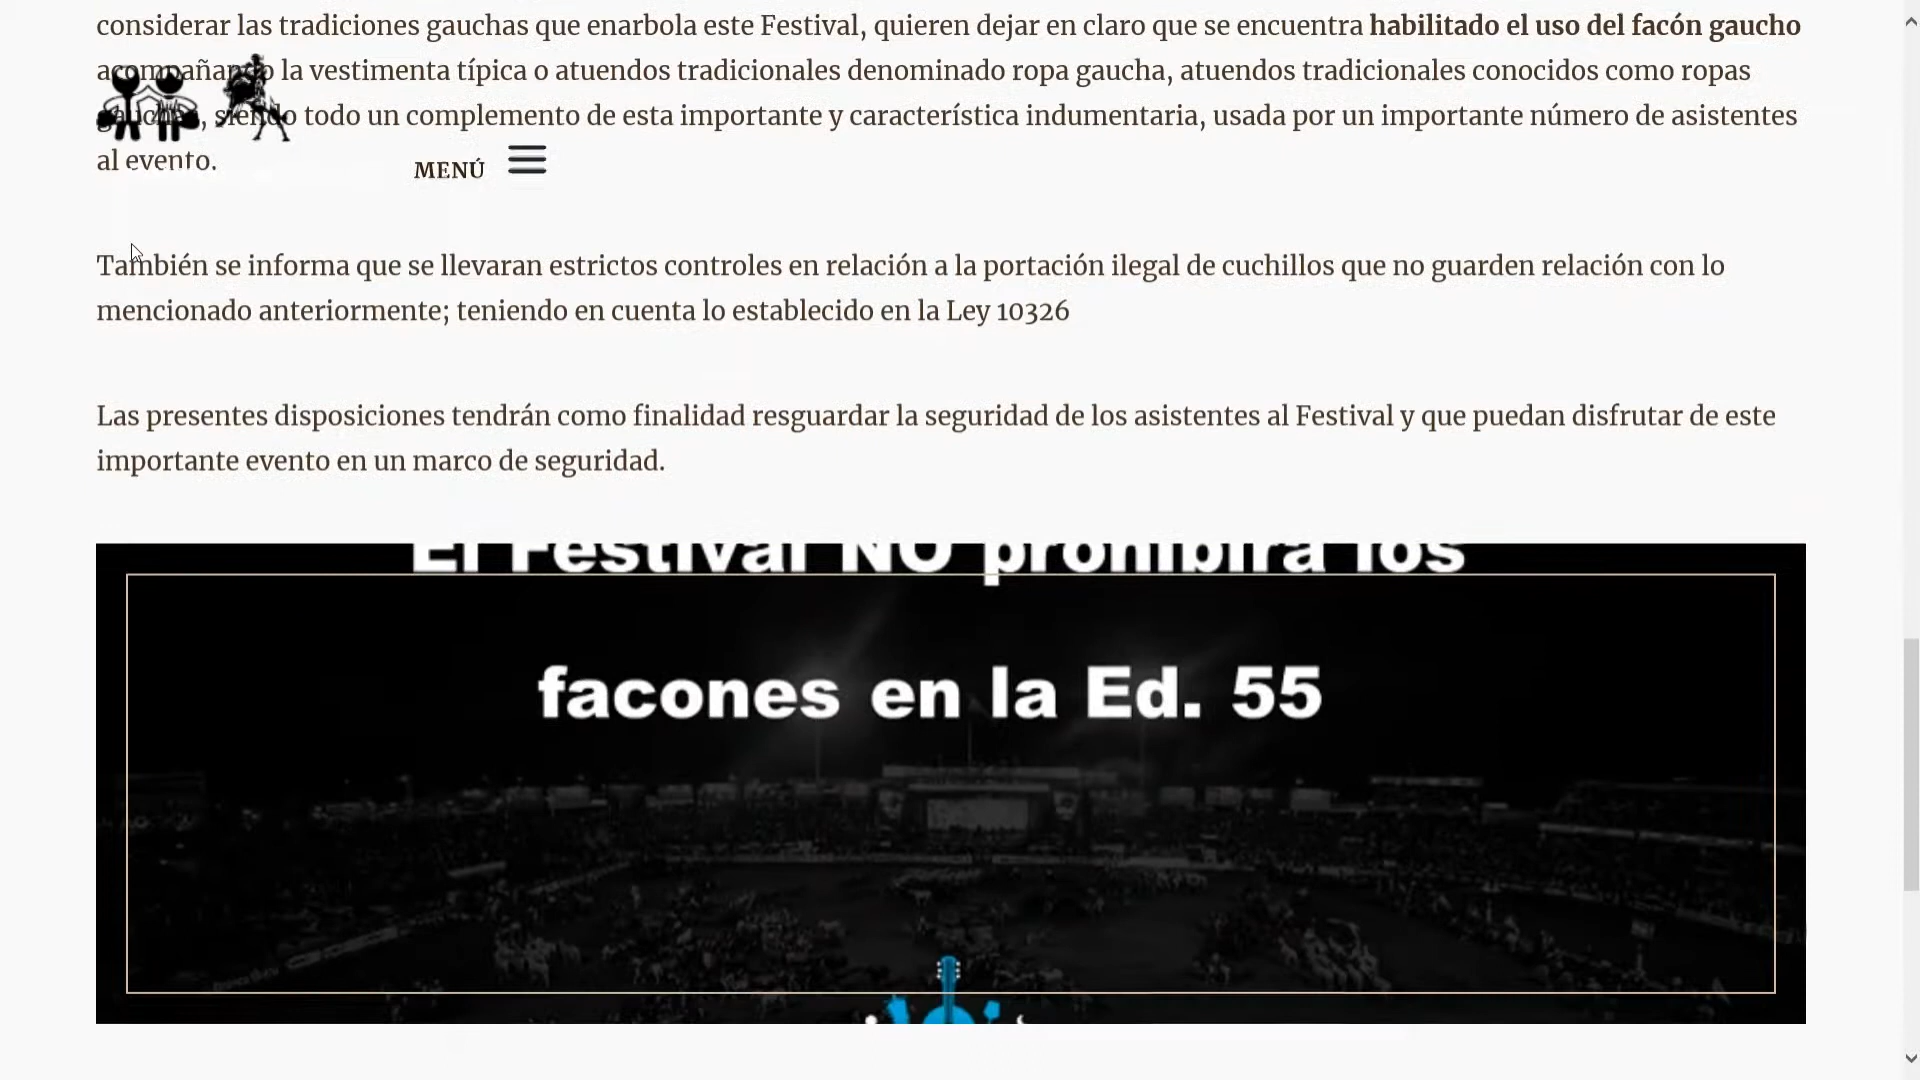 considerar las tradiciones gauchas que enarbola este Festival, quieren dejar en claro que se encuentra habilitado el uso del facón gaucho
acompañando la vestimenta típica o atuendos tradicionales denominado ropa gaucha, atuendos tradicionales conocidos como ropas
gauchas, siendo todo un complemento de esta importante y característica indumentaria, usada por un importante número de asistentes
al evento.
MENÚ
También se informa que se llevaran estrictos controles en relación a la portación ilegal de cuchillos que no guarden relación con lo
mencionado anteriormente; teniendo en cuenta lo establecido en la Ley 10326
Las presentes disposiciones tendrán como finalidad resguardar la seguridad de los asistentes al Festival y que puedan disfrutar de este
importante evento en un marco de seguridad.
El Festival NO prohibirá los
facones en la Ed. 55